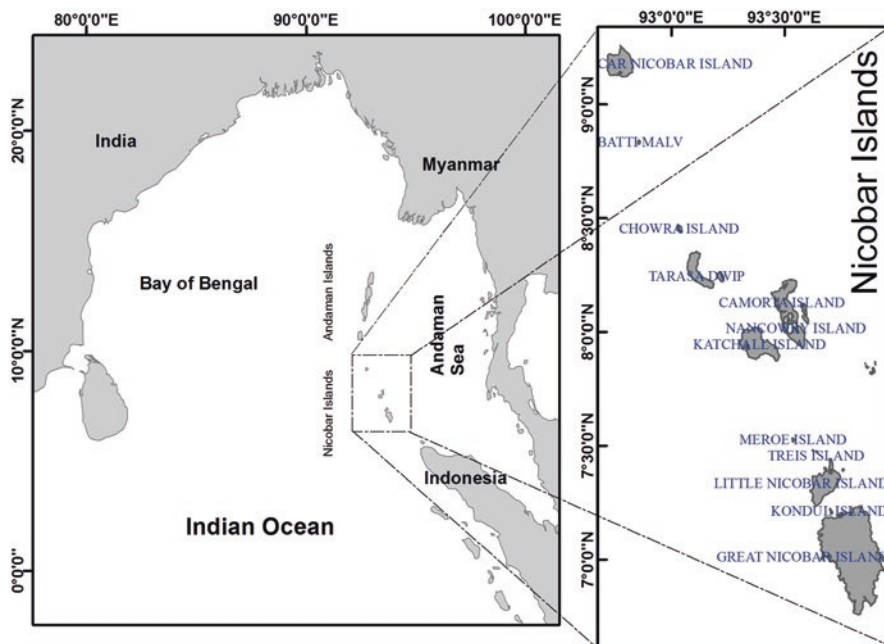 80°0'0"E
90°0'0"E
100°0'0"E
20°0'0"N
10°0'0"N
0°0'0"
India
Myanmar
Bay of Bengal
Andaman Islands
Andaman
Sea
Nicobar Islands
Indonesia
Indian Ocean
93°0'0"E
93°30'0"E
9°0'0"N
8°30'0"N
8°0'0"N
7°30'0"N
7°0'0"N
Nicobar Islands
CAR NICOBAR ISLAND
BATTI MALV
CHOWRA ISLAND
TARASA DWIP
CAMORTA ISLAND
NANCOWRY ISLAND
KATCHALL ISLAND
MEROE ISLAND
TREIS ISLAND
LITTLE NICOBAR ISLAND
KONDUL ISLAND
GREAT NICOBAR ISLAND